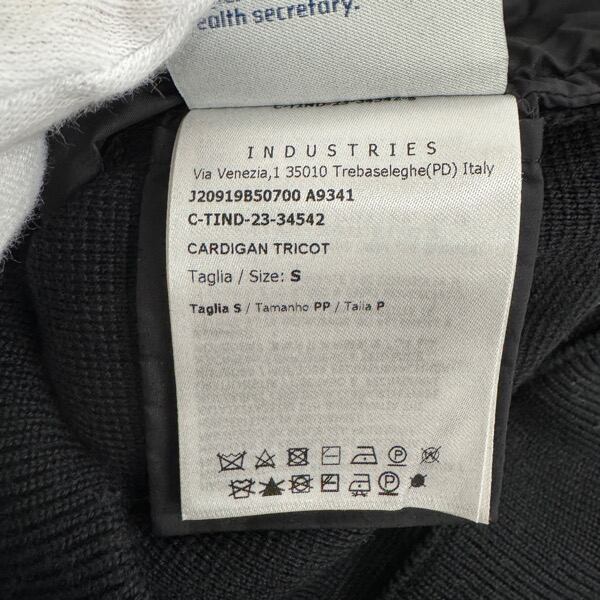 ealth secretary.
INDUSTRIES
Via Venezia,1 35010 Trebaseleghe(PD) Italy
J20919B50700 A9341
C-TIND-23-34542
CARDIGAN TRICOT
Taglia / Size: S
Taglia S / Tamanho PP / Talla P